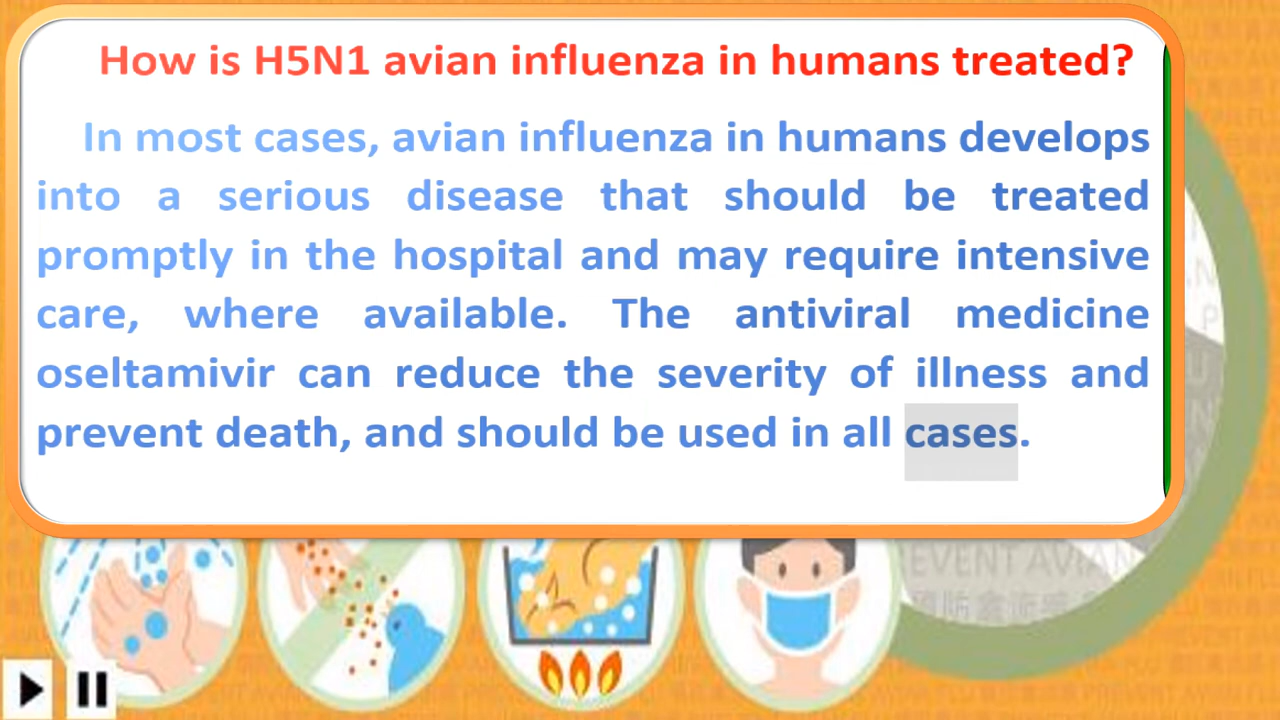 How is H5N1 avian influenza in humans treated?
In most cases, avian influenza in humans develops
into a serious disease that should be treated
promptly in the hospital and may require intensive
care, where available. The antiviral medicine
oseltamivir can reduce the severity of illness and
prevent death, and should be used in all cases.
EVENT AVIAN